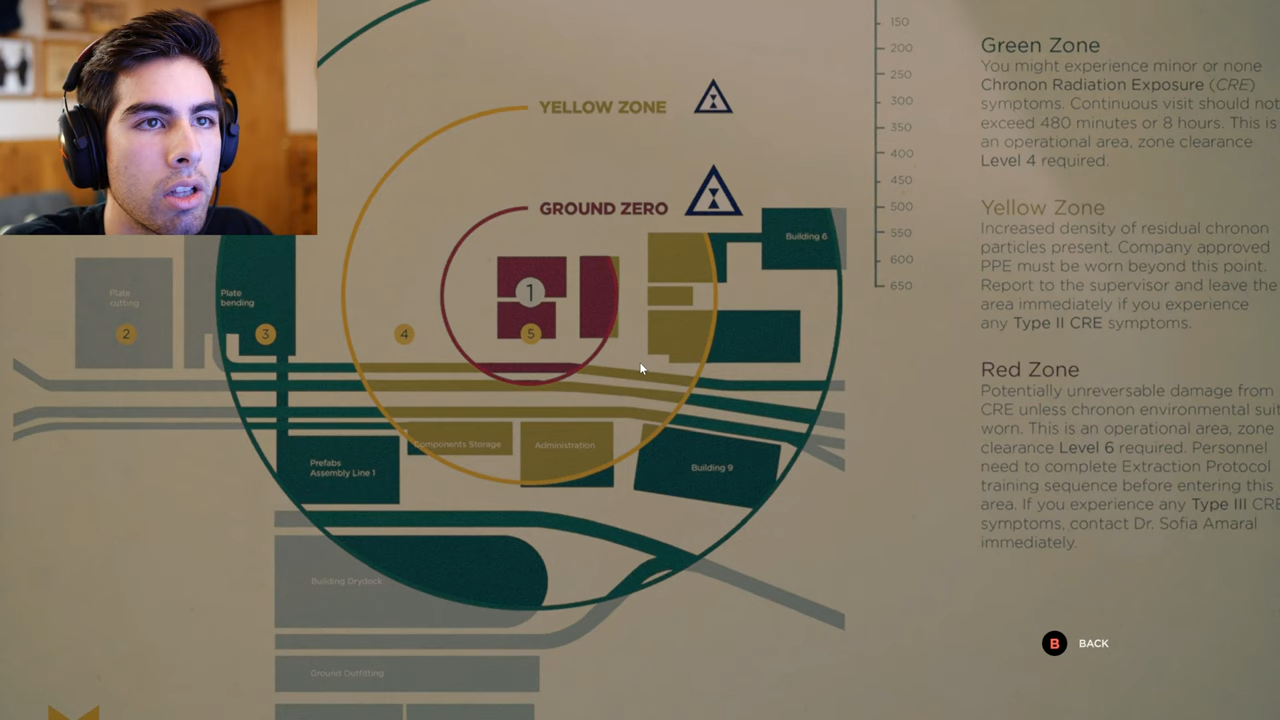 150
200
250
300
350
400
450
500
550
600
650
YELLOW ZONE
GROUND ZERO
Building 6
Plate
cutting
2
Plate
bending
3
4
1
5
Components Storage
Administration
Prefabs
Assembly Line 1
Building 9
Building Drydock
Ground Outfitting
Green Zone
You might experience minor or none
Chronon Radiation Exposure (CRE)
symptoms. Continuous visit should not
exceed 480 minutes or 8 hours. This is
an operational area, zone clearance
Level 4 required.
Yellow Zone
Increased density of residual chronon
particles present. Company approved
PPE must be worn beyond this point.
Report to the supervisor and leave the
area immediately if you experience
any Type II CRE symptoms.
Red Zone
Potentially unreversable damage from
CRE unless chronon environmental suit
worn. This is an operational area, zone
clearance Level 6 required. Personnel
need to complete Extraction Protocol
training sequence before entering this
area. If you experience any Type III CRE
symptoms, contact Dr. Sofia Amaral
immediately.
B BACK